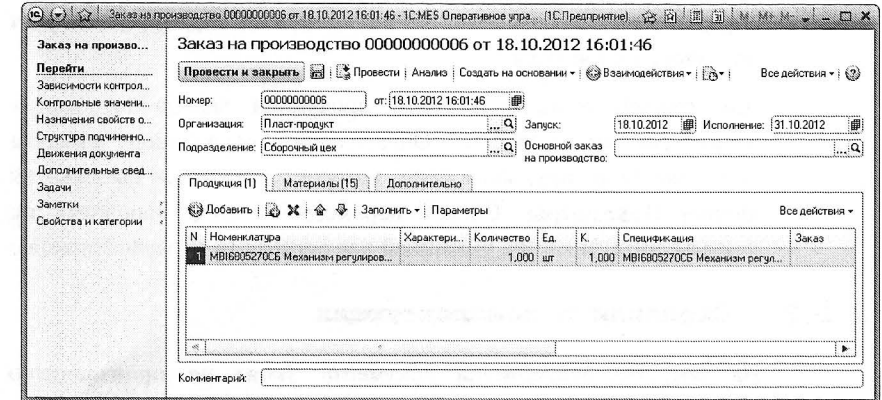 Заказ на производство 00000000006 от 18.10.2012 16:01:46 - 1С:MES Оперативное упра... (1С:Предприятие) M M+ M-
Заказ на произво...
Перейти
Зависимости контрол...
Контрольные значени...
Назначения свойств о...
Структура подчиненно...
Движения документа
Дополнительные свед...
Задачи
Заметки
Свойства и категории
Заказ на производство 00000000006 от 18.10.2012 16:01:46
Провести и закрыть Провести Анализ Создать на основании Взаимодействия Все действия
Номер: 00000000006 от: 18.10.2012 16:01:46
Организация: Пласт-продукт ... Запуск: 18.10.2012 Исполнение: 31.10.2012
Подразделение: Сборочный цех ... Основной заказ на производство: ...
Продукция (1) Материалы (15) Дополнительно
Добавить Заполнить Параметры Все действия
N Номенклатура Характери... Количество Ед. К. Спецификация Заказ
1 МВI6805270СБ Механизм регулиров... 1,000 шт 1,000 МВI6805270СБ Механизм регул...
Комментарий: